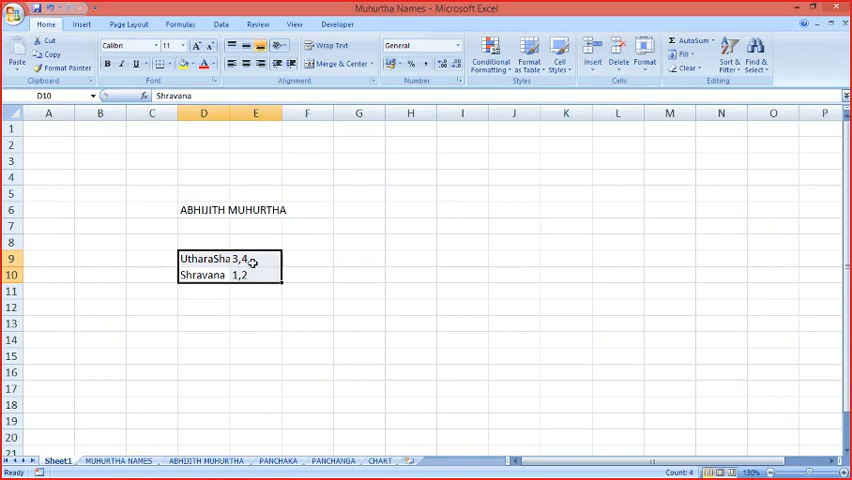 Muhurtha Names - Microsoft Excel
Home Insert Page Layout Formulas Data Review View Developer
Paste Cut Copy Format Painter Clipboard
Calibri 11 A A B I U A Font
Wrap Text Merge & Center Alignment
General % , Number
Conditional Formatting Format as Table Cell Styles Styles
Insert Delete Format Cells
Σ AutoSum Fill Clear Sort & Filter Find & Select Editing
D10 fx Shravana
A B C D E F G H I J K L M N O P
1
2
3
4
5
6 ABHIJITH MUHURTHA
7
8
9 UtharaSha 3,4
10 Shravana 1,2
11
12
13
14
15
16
17
18
19
20
21
Sheet1 MUHURTHA NAMES ABHIJITH MUHURTHA PANCHAKA PANCHANGA CHART
Ready Count: 4 130%